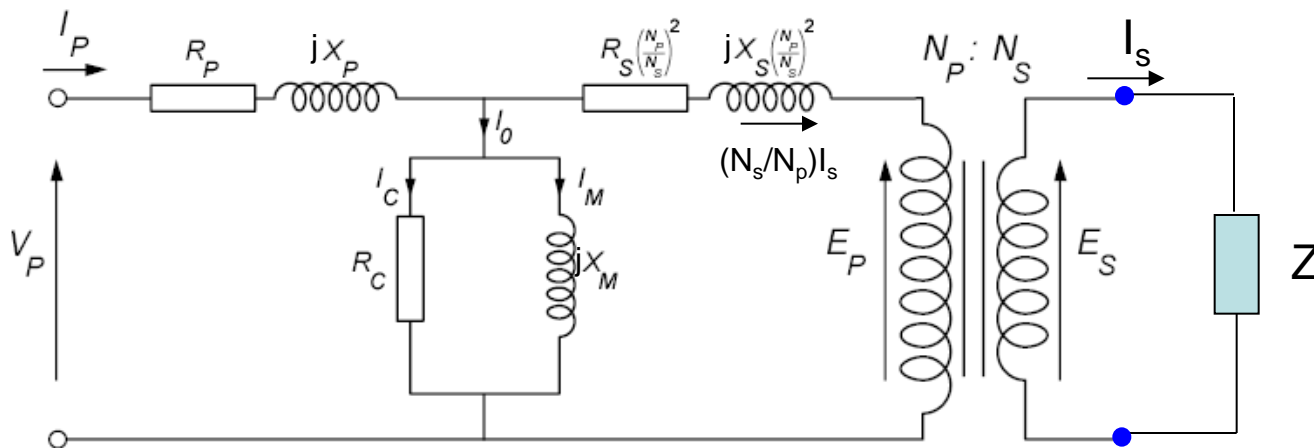 I_P
R_P
jX_P
R_S(N_P/N_S)^2
jX_S(N_P/N_S)^2
N_P : N_S
I_s
I_0
(N_s/N_p)I_s
I_C
I_M
V_P
R_C
jX_M
E_P
E_S
Z